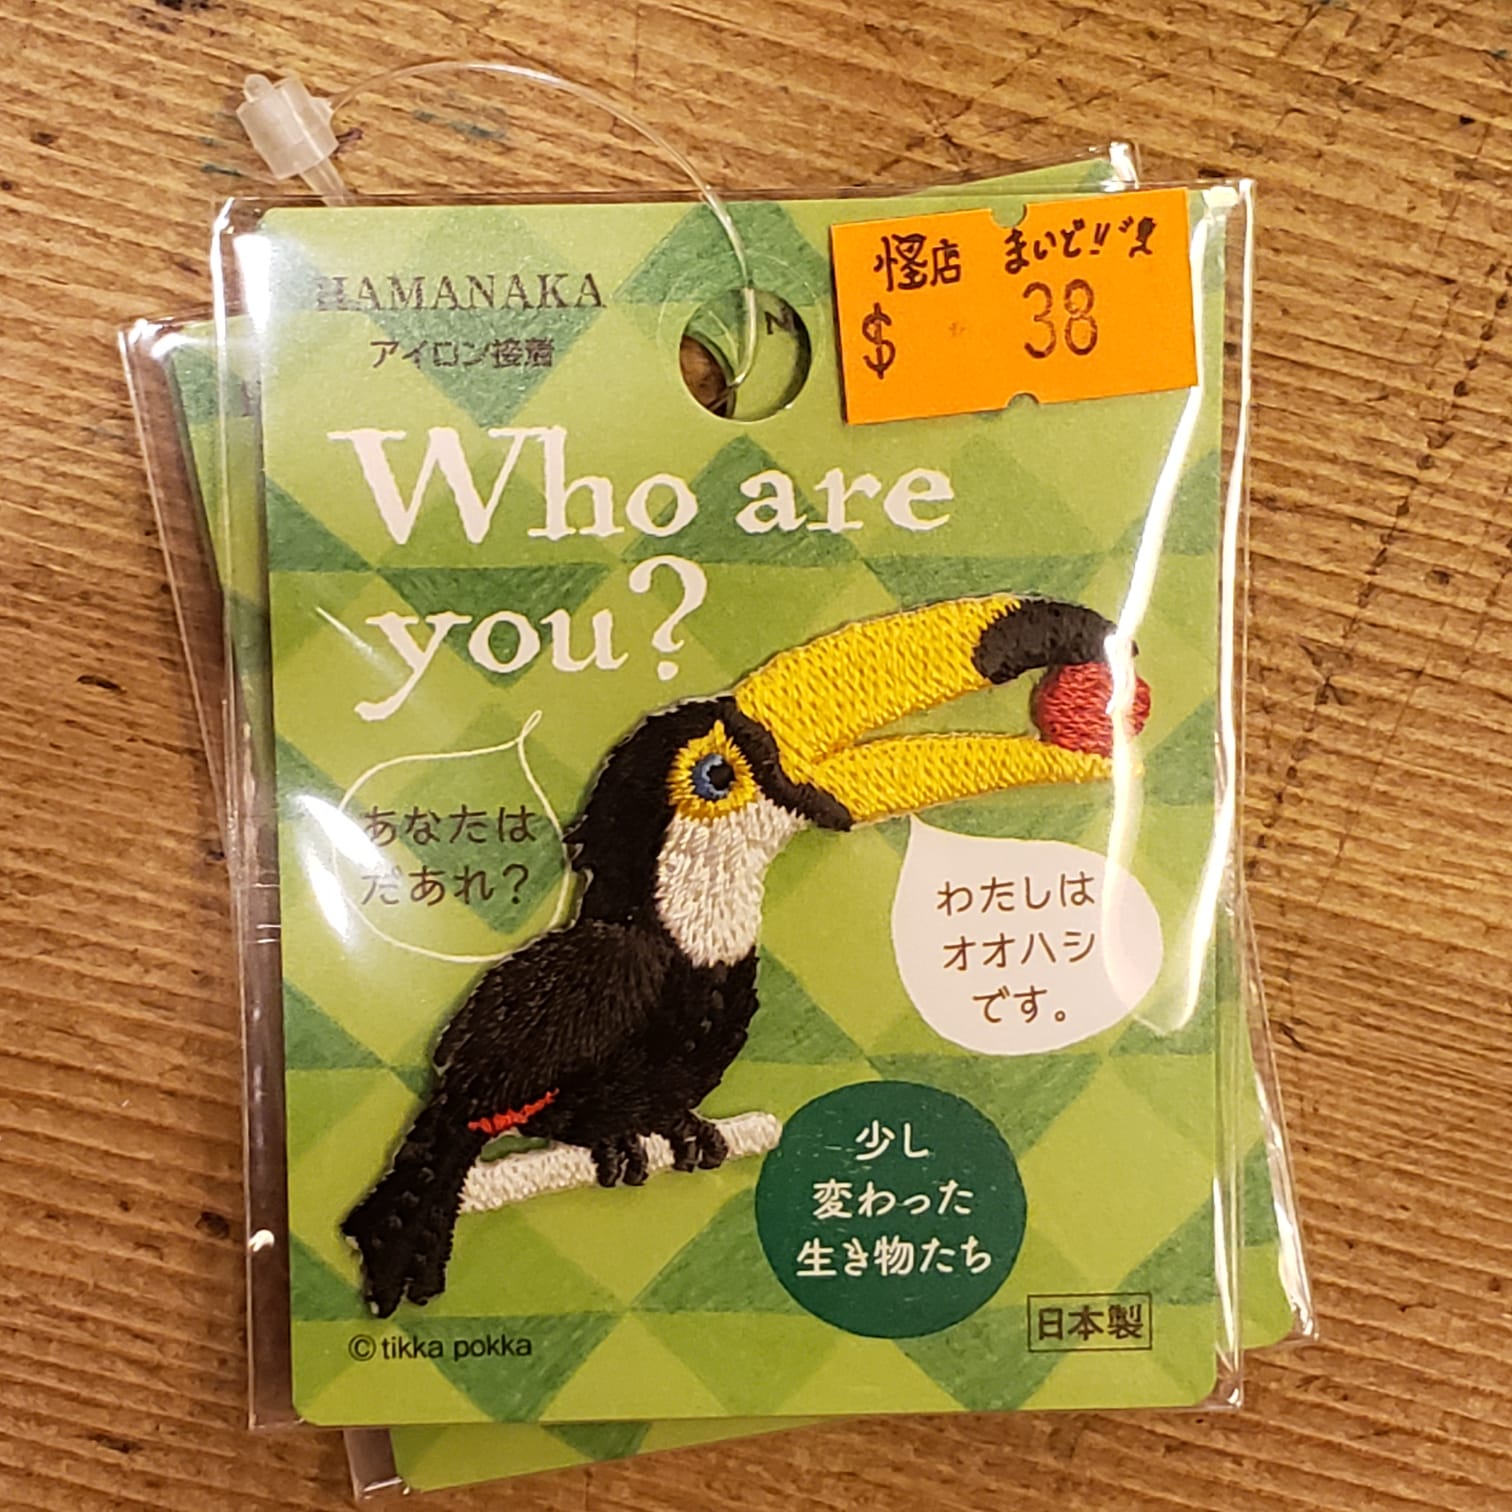 HAMANAKA
アイロン接着
怪店 まいど!!
$ 38
N
Who are
you?
あなたは
だあれ？
わたしは
オオハシ
です。
少し
変わった
生き物たち
日本製
©tikka pokka